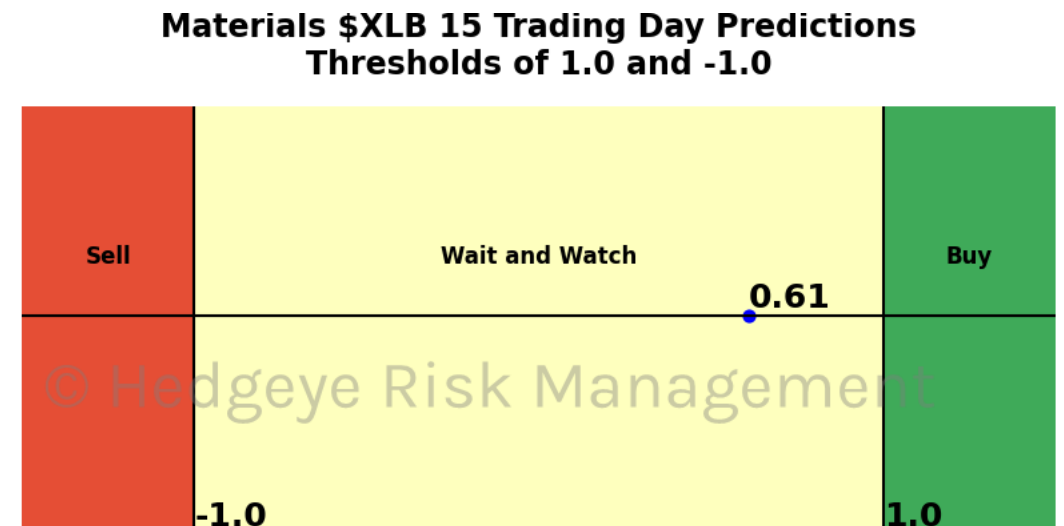 Materials $XLB 15 Trading Day Predictions
Thresholds of 1.0 and -1.0
Sell
Wait and Watch
Buy
0.61
© Hedgeye Risk Management
-1.0
1.0